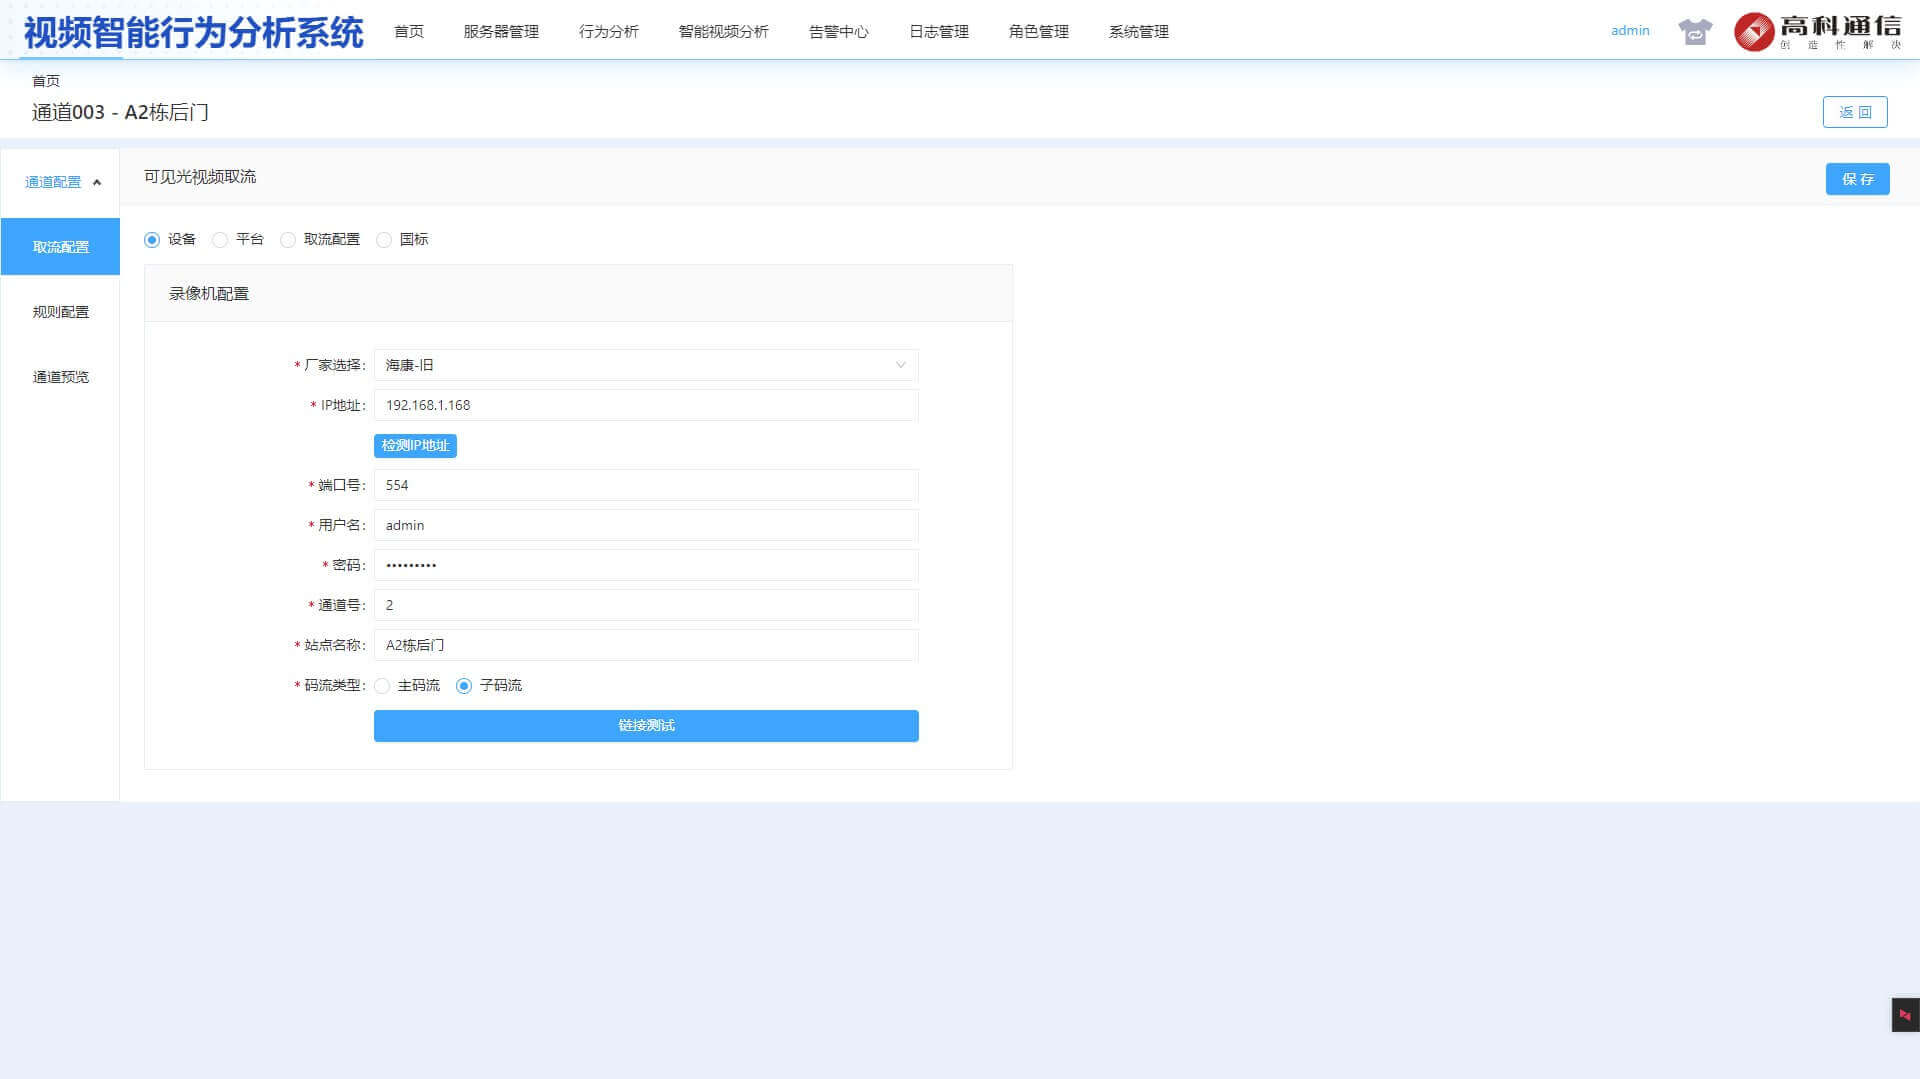 视频智能行为分析系统 首页 服务器管理 行为分析 智能视频分析 告警中心 日志管理 角色管理 系统管理 admin 高科通信
创造性解决
首页
通道003 - A2栋后门
返 回
通道配置
可见光视频取流
保 存
取流配置
设备 平台 取流配置 国标
录像机配置
规则配置
通道预览
* 厂家选择: 海康-旧
* IP地址: 192.168.1.168
检测IP地址
* 端口号: 554
* 用户名: admin
* 密码: •••••••••
* 通道号: 2
* 站点名称: A2栋后门
* 码流类型: 主码流 子码流
链接测试